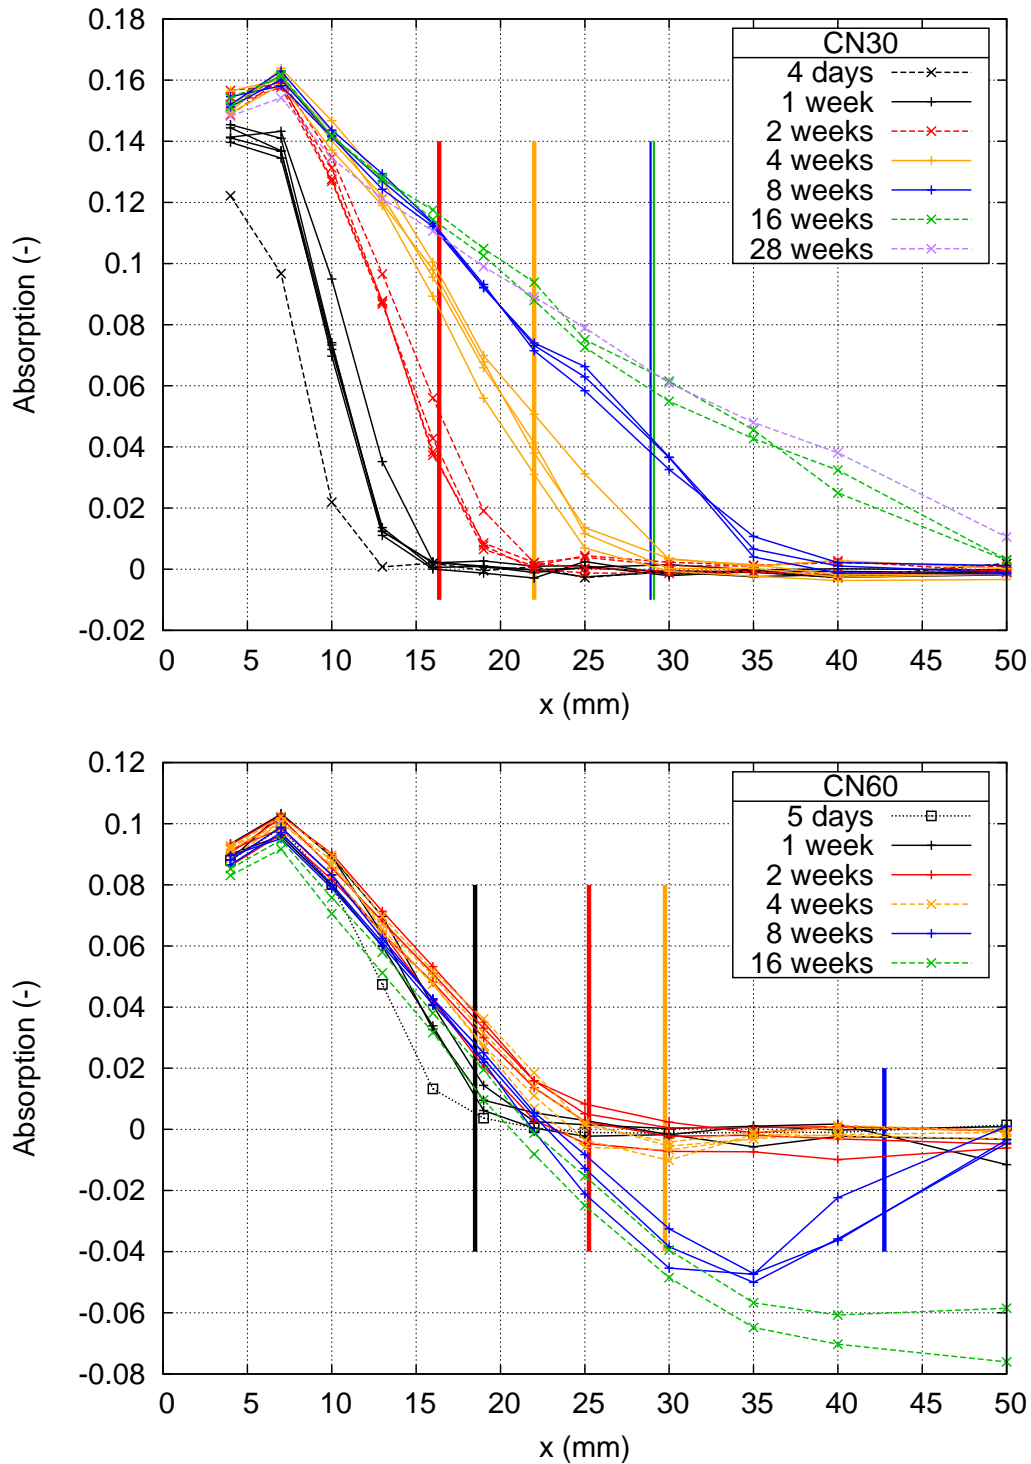 0.18
0.16
0.14
0.12
0.1
0.08
0.06
0.04
0.02
0
-0.02
Absorption (-)
CN30
4 days
1 week
2 weeks
4 weeks
8 weeks
16 weeks
28 weeks
0 5 10 15 20 25 30 35 40 45 50
x (mm)
0.12
0.1
0.08
0.06
0.04
0.02
0
-0.02
-0.04
-0.06
-0.08
Absorption (-)
CN60
5 days
1 week
2 weeks
4 weeks
8 weeks
16 weeks
0 5 10 15 20 25 30 35 40 45 50
x (mm)